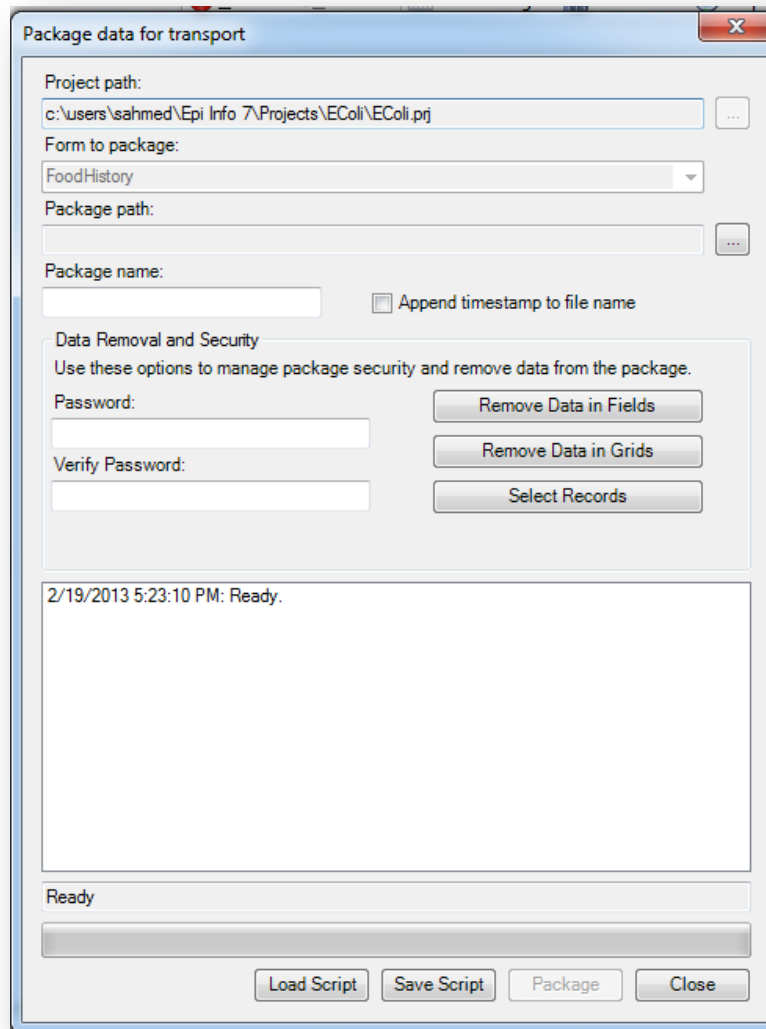 Package data for transport
Project path:
c:\users\sahmed\Epi Info 7\Projects\EColi\EColi.prj
...
Form to package:
FoodHistory
Package path:
...
Package name:
Append timestamp to file name
Data Removal and Security
Use these options to manage package security and remove data from the package.
Password:
Remove Data in Fields
Remove Data in Grids
Verify Password:
Select Records
2/19/2013 5:23:10 PM: Ready.
Ready
Load Script Save Script Package Close